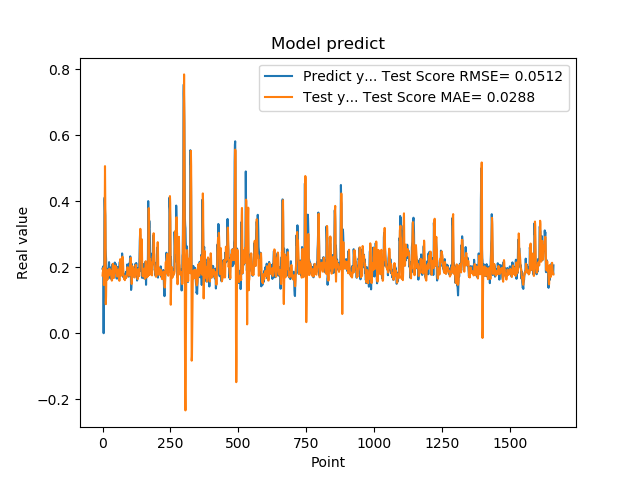 Model predict
Predict y... Test Score RMSE= 0.0512
Test y... Test Score MAE= 0.0288
Real value
0.8
0.6
0.4
0.2
0.0
−0.2
0
250
500
750
1000
1250
1500
Point